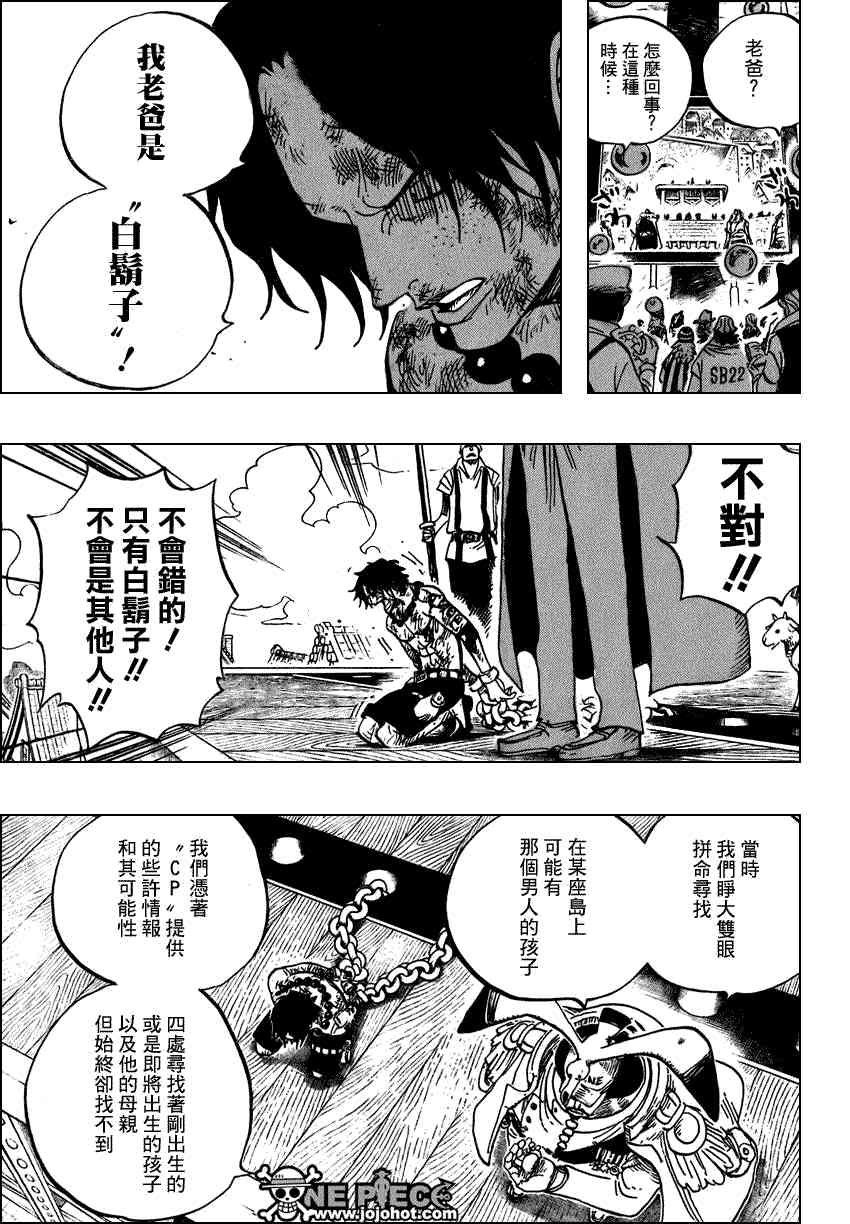 老爸?
怎麼回事?
在這種
時候…
SB22
我老爸是
〝白鬍子〞!
不對!!
不會錯的!
只有白鬍子!!
不會是其他人!!
當時
我們睜大雙眼
拼命尋找
在某座島上
可能有
那個男人的孩子
我們憑著
〝CP〞提供
的些許情報
和其可能性
四處尋找著剛出生的
或是即將出生的孩子
以及他的母親
但始終卻找不到
ONE PIECE
www.jojohot.com